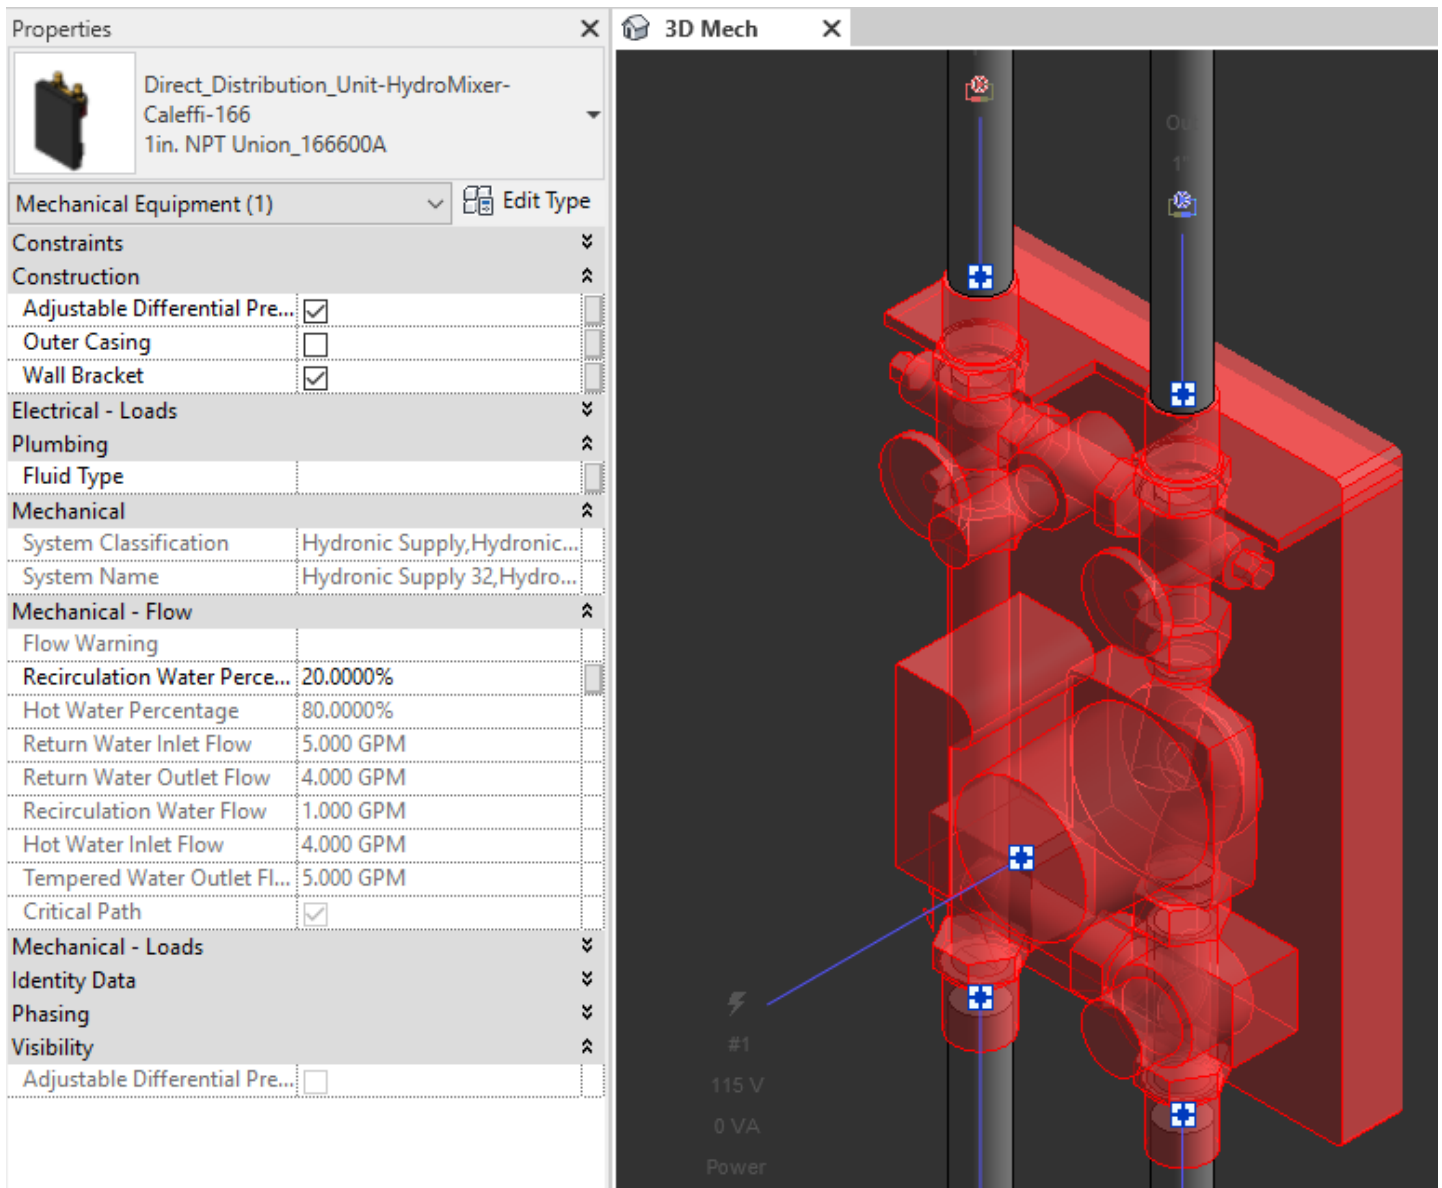 Properties
3D Mech
Direct_Distribution_Unit-HydroMixer-
Caleffi-166
1in. NPT Union_166600A
Mechanical Equipment (1)
Edit Type
Constraints
Construction
Adjustable Differential Pre...
Outer Casing
Wall Bracket
Electrical - Loads
Plumbing
Fluid Type
Mechanical
System Classification Hydronic Supply,Hydronic...
System Name Hydronic Supply 32,Hydro...
Mechanical - Flow
Flow Warning
Recirculation Water Perce... 20.0000%
Hot Water Percentage 80.0000%
Return Water Inlet Flow 5.000 GPM
Return Water Outlet Flow 4.000 GPM
Recirculation Water Flow 1.000 GPM
Hot Water Inlet Flow 4.000 GPM
Tempered Water Outlet Fl... 5.000 GPM
Critical Path
Mechanical - Loads
Identity Data
Phasing
Visibility
Adjustable Differential Pre...
1"
#1
115 V
0 VA
Power